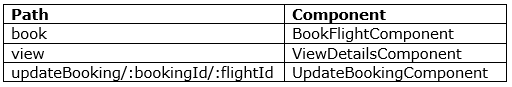 Path Component
book BookFlightComponent
view ViewDetailsComponent
updateBooking/:bookingId/:flightId UpdateBookingComponent